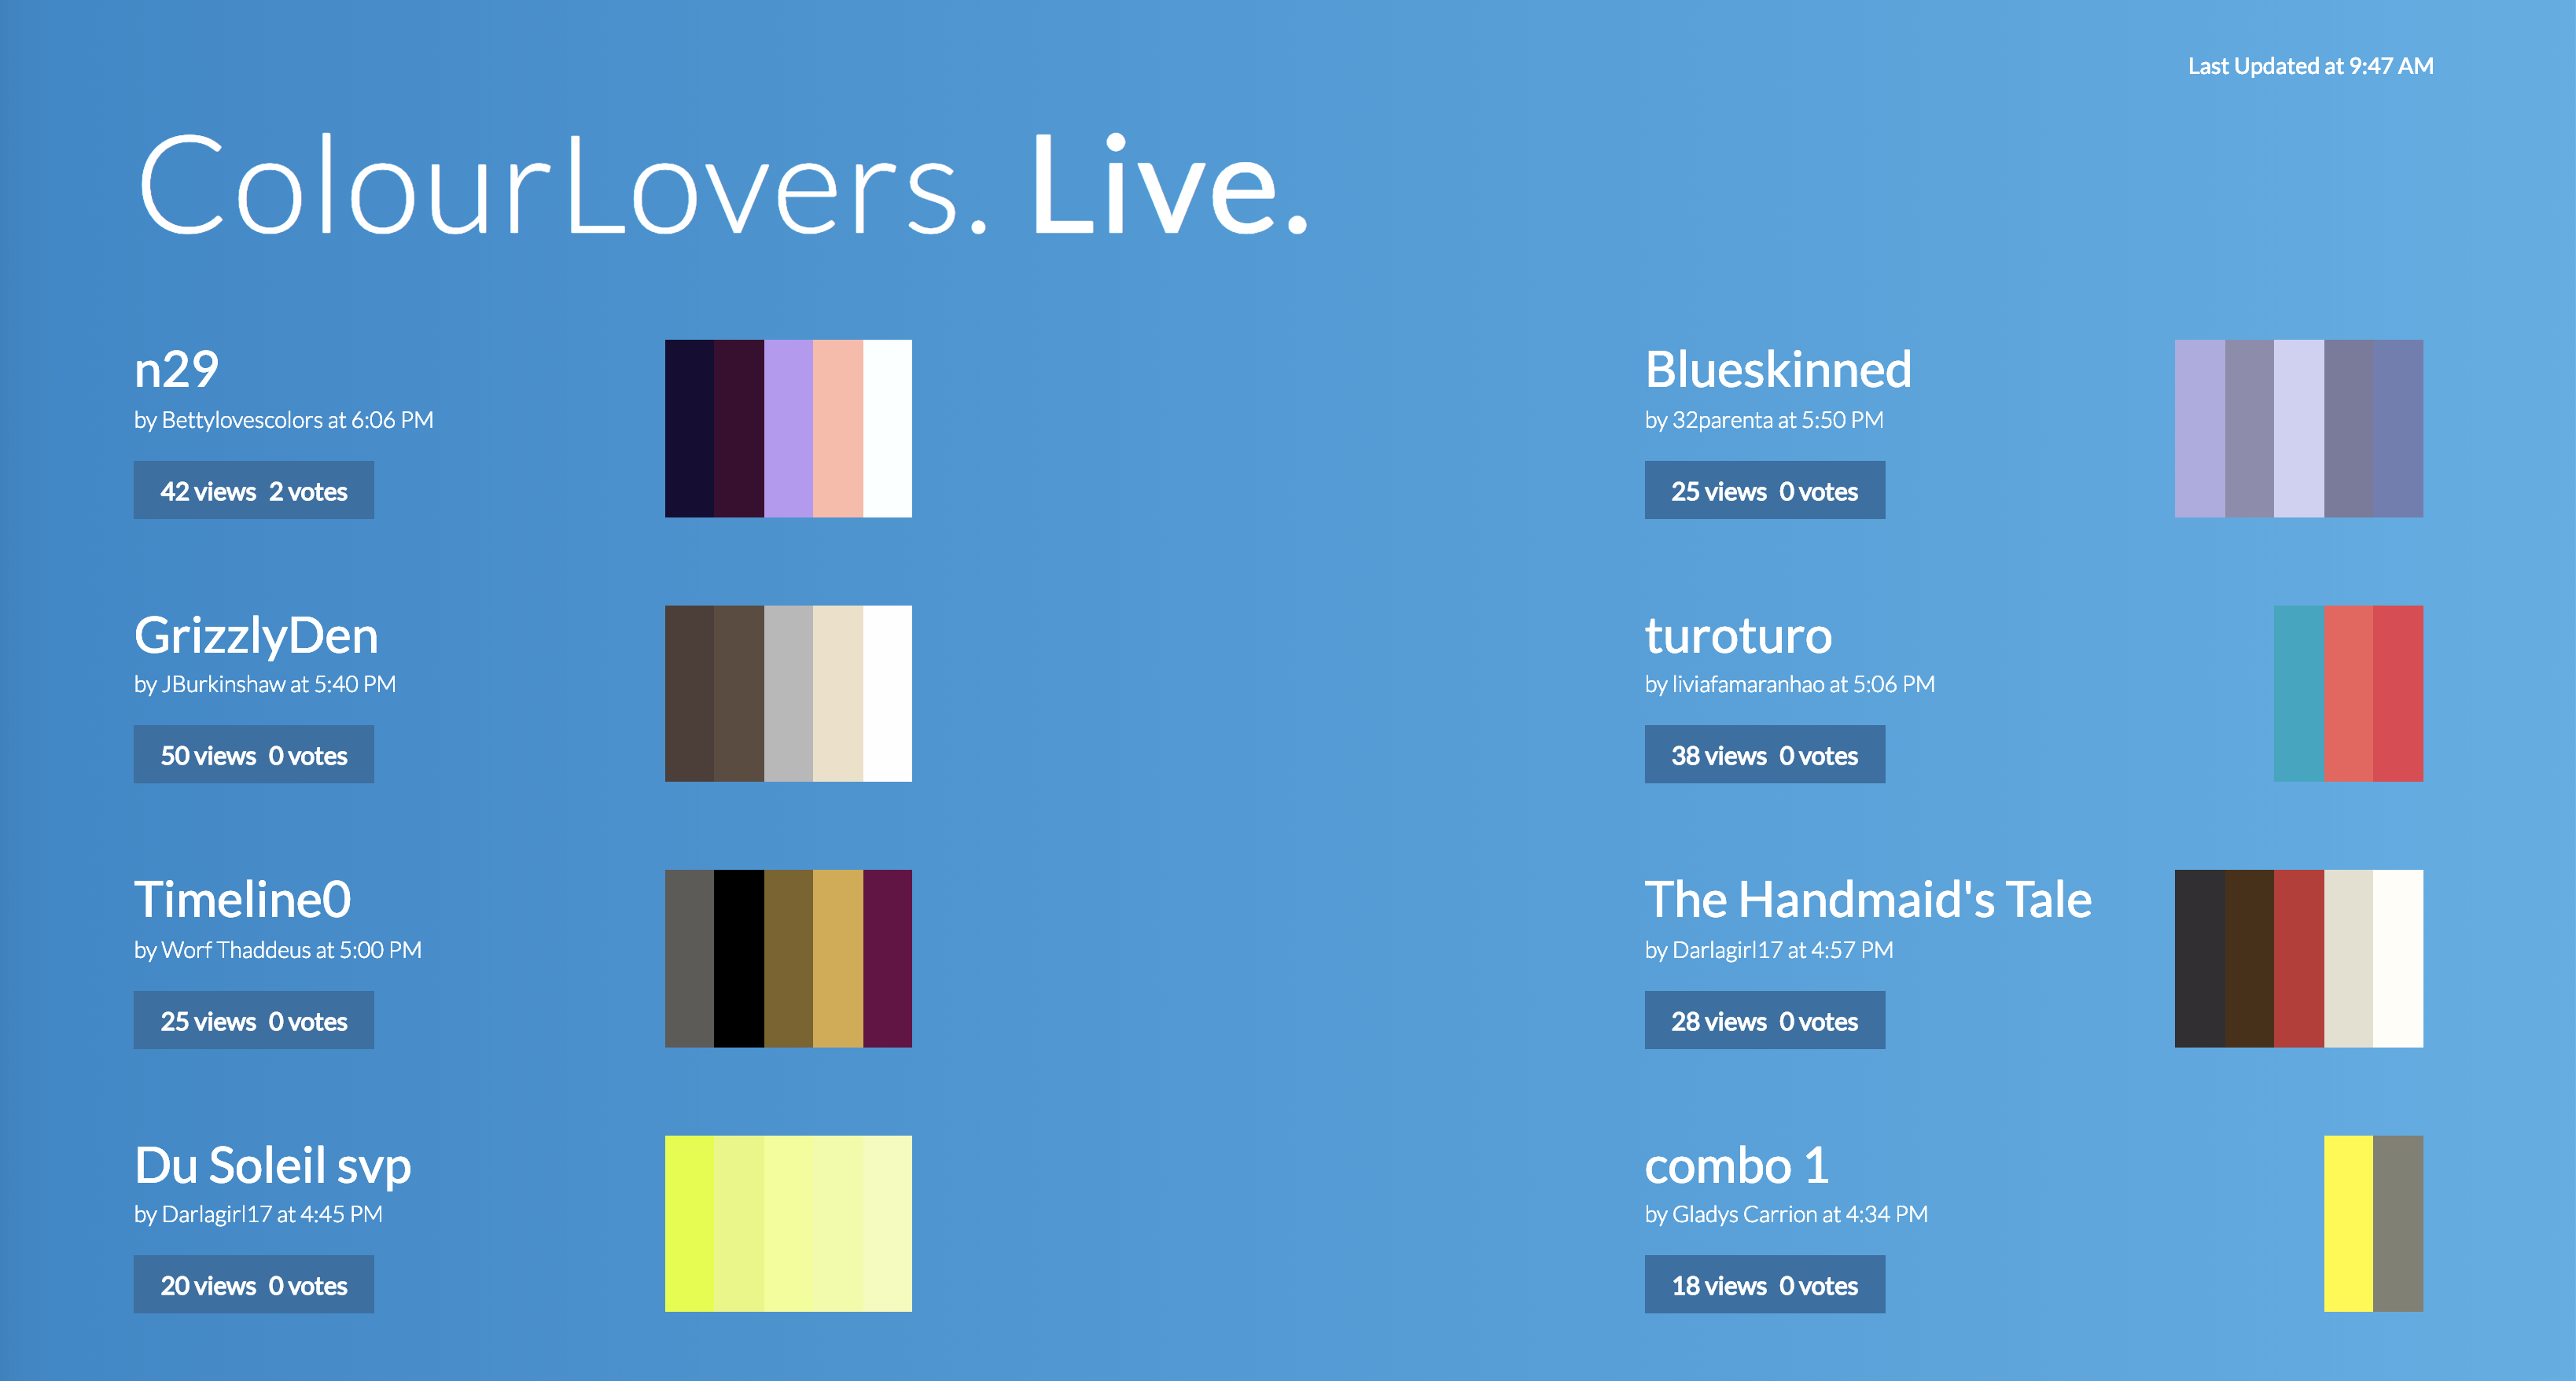 Last Updated at 9:47 AM
ColourLovers. Live.
n29
by Bettylovescolors at 6:06 PM
42 views 2 votes
Blueskinned
by 32parenta at 5:50 PM
25 views 0 votes
GrizzlyDen
by JBurkinshaw at 5:40 PM
50 views 0 votes
turoturo
by liviafamaranhao at 5:06 PM
38 views 0 votes
Timeline0
by Worf Thaddeus at 5:00 PM
25 views 0 votes
The Handmaid's Tale
by Darlagirl17 at 4:57 PM
28 views 0 votes
Du Soleil svp
by Darlagirl17 at 4:45 PM
20 views 0 votes
combo 1
by Gladys Carrion at 4:34 PM
18 views 0 votes